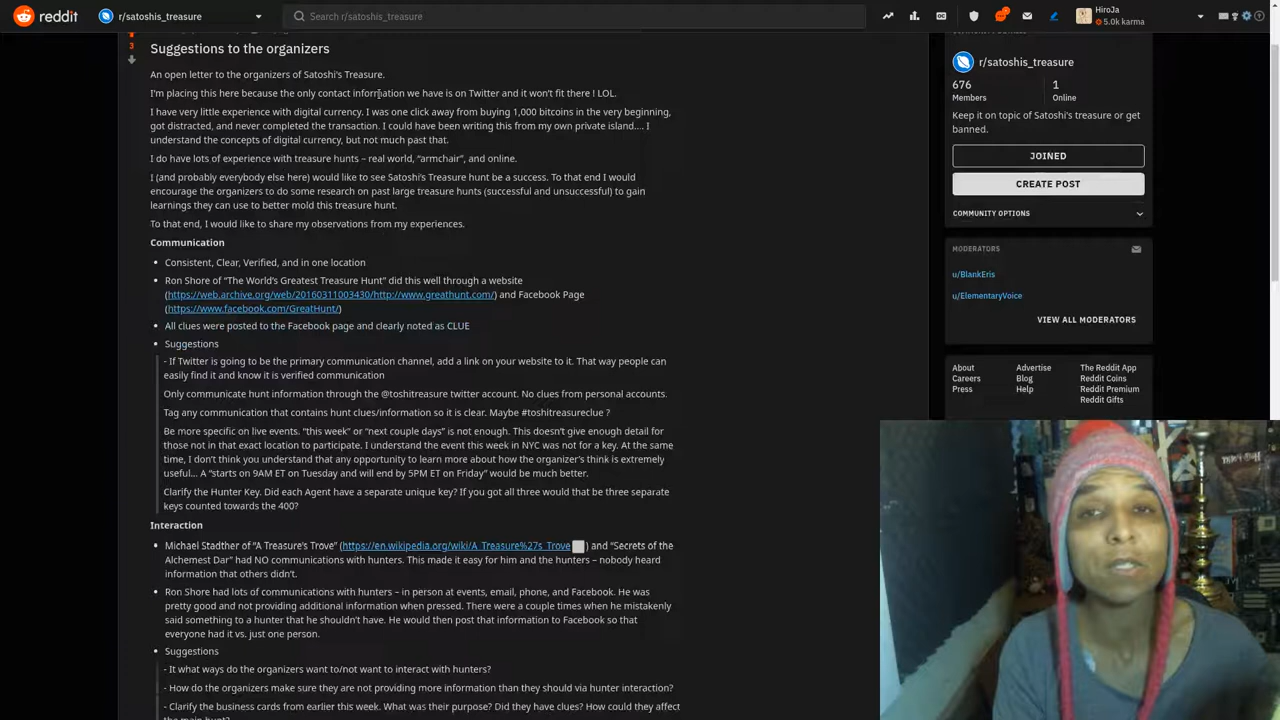 reddit
r/satoshis_treasure
Search r/satoshis_treasure
HiroJa
5.0k karma
3
Suggestions to the organizers
An open letter to the organizers of Satoshi's Treasure.
I'm placing this here because the only contact information we have is on Twitter and it won't fit there ! LOL.
I have very little experience with digital currency. I was one click away from buying 1,000 bitcoins in the very beginning,
got distracted, and never completed the transaction. I could have been writing this from my own private island.... I
understand the concepts of digital currency, but not much past that.
I do have lots of experience with treasure hunts – real world, "armchair", and online.
I (and probably everybody else here) would like to see Satoshi's Treasure hunt be a success. To that end I would
encourage the organizers to do some research on past large treasure hunts (successful and unsuccessful) to gain
learnings they can use to better mold this treasure hunt.
To that end, I would like to share my observations from my experiences.
Communication
• Consistent, Clear, Verified, and in one location
• Ron Shore of "The World's Greatest Treasure Hunt" did this well through a website
(https://web.archive.org/web/20160311003430/http://www.greathunt.com/) and Facebook Page
(https://www.facebook.com/GreatHunt/)
• All clues were posted to the Facebook page and clearly noted as CLUE
• Suggestions
- If Twitter is going to be the primary communication channel, add a link on your website to it. That way people can
easily find it and know it is verified communication
Only communicate hunt information through the @toshitreasure twitter account. No clues from personal accounts.
Tag any communication that contains hunt clues/information so it is clear. Maybe #toshitreasureclue ?
Be more specific on live events. "this week" or "next couple days" is not enough. This doesn't give enough detail for
those not in that exact location to participate. I understand the event this week in NYC was not for a key. At the same
time, I don't think you understand that any opportunity to learn more about how the organizer's think is extremely
useful... A "starts on 9AM ET on Tuesday and will end by 5PM ET on Friday" would be much better.
Clarify the Hunter Key. Did each Agent have a separate unique key? If you got all three would that be three separate
keys counted towards the 400?
Interaction
• Michael Stadther of "A Treasure's Trove" (https://en.wikipedia.org/wiki/A_Treasure%27s_Trove ) and "Secrets of the
Alchemest Dar" had NO communications with hunters. This made it easy for him and the hunters – nobody heard
information that others didn't.
• Ron Shore had lots of communications with hunters – in person at events, email, phone, and Facebook. He was
pretty good and not providing additional information when pressed. There were a couple times when he mistakenly
said something to a hunter that he shouldn't have. He would then post that information to Facebook so that
everyone had it vs. just one person.
• Suggestions
- It what ways do the organizers want to/not want to interact with hunters?
- How do the organizers make sure they are not providing more information than they should via hunter interaction?
- Clarify the business cards from earlier this week. What was their purpose? Did they have clues? How could they affect
the main hunt?
r/satoshis_treasure
676
1
Members
Online
Keep it on topic of Satoshi's treasure or get
banned.
JOINED
CREATE POST
COMMUNITY OPTIONS
MODERATORS
u/BlankEris
u/ElementaryVoice
VIEW ALL MODERATORS
About
Advertise
The Reddit App
Careers
Blog
Reddit Coins
Press
Help
Reddit Premium
Reddit Gifts